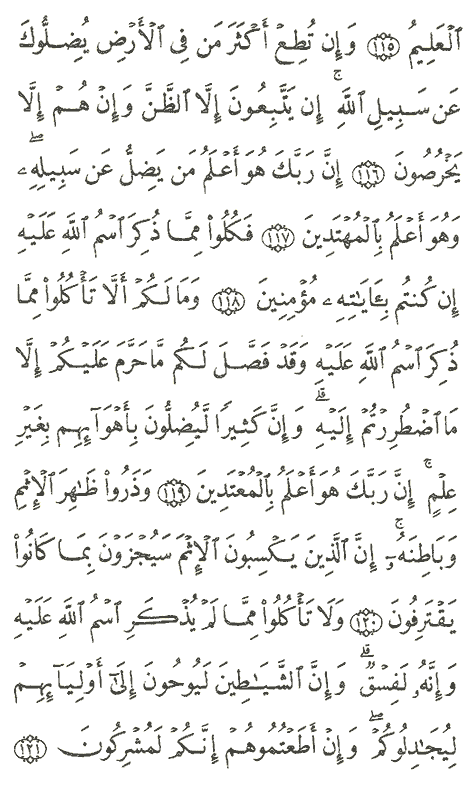 ٱلْعَلِيمُ ١١٥ وَإِن تُطِعْ أَكْثَرَ مَن فِى ٱلْأَرْضِ يُضِلُّوكَ
عَن سَبِيلِ ٱللَّهِ ۚ إِن يَتَّبِعُونَ إِلَّا ٱلظَّنَّ وَإِنْ هُمْ إِلَّا
يَخْرُصُونَ ١١٦ إِنَّ رَبَّكَ هُوَ أَعْلَمُ مَن يَضِلُّ عَن سَبِيلِهِۦ ۖ
وَهُوَ أَعْلَمُ بِٱلْمُهْتَدِينَ ١١٧ فَكُلُوا۟ مِمَّا ذُكِرَ ٱسْمُ ٱللَّهِ عَلَيْهِ
إِن كُنتُم بِـَٔايَـٰتِهِۦ مُؤْمِنِينَ ١١٨ وَمَا لَكُمْ أَلَّا تَأْكُلُوا۟ مِمَّا
ذُكِرَ ٱسْمُ ٱللَّهِ عَلَيْهِ وَقَدْ فَصَّلَ لَكُم مَّا حَرَّمَ عَلَيْكُمْ إِلَّا
مَا ٱضْطُرِرْتُمْ إِلَيْهِ ۗ وَإِنَّ كَثِيرًا لَّيُضِلُّونَ بِأَهْوَآئِهِم بِغَيْرِ
عِلْمٍ ۗ إِنَّ رَبَّكَ هُوَ أَعْلَمُ بِٱلْمُعْتَدِينَ ١١٩ وَذَرُوا۟ ظَـٰهِرَ ٱلْإِثْمِ
وَبَاطِنَهُۥٓ ۚ إِنَّ ٱلَّذِينَ يَكْسِبُونَ ٱلْإِثْمَ سَيُجْزَوْنَ بِمَا كَانُوا۟
يَقْتَرِفُونَ ١٢٠ وَلَا تَأْكُلُوا۟ مِمَّا لَمْ يُذْكَرِ ٱسْمُ ٱللَّهِ عَلَيْهِ
وَإِنَّهُۥ لَفِسْقٌ ۗ وَإِنَّ ٱلشَّيَـٰطِينَ لَيُوحُونَ إِلَىٰٓ أَوْلِيَآئِهِمْ
لِيُجَـٰدِلُوكُمْ ۖ وَإِنْ أَطَعْتُمُوهُمْ إِنَّكُمْ لَمُشْرِكُونَ ١٢١